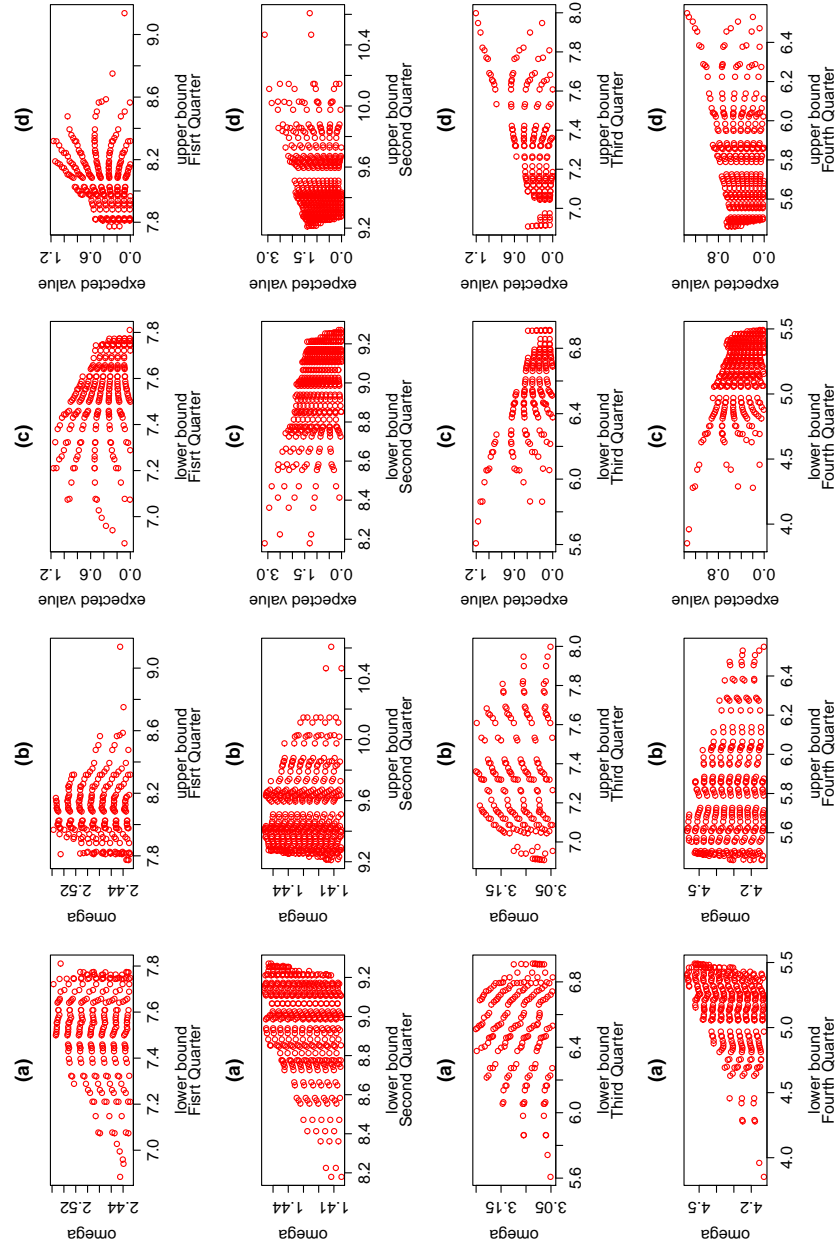 (a)
omega
2.44 2.52
7.0 7.2 7.4 7.6 7.8
lower bound
Fisrt Quarter
(b)
omega
2.44 2.52
7.8 8.2 8.6 9.0
upper bound
Fisrt Quarter
(c)
expected value
0.0 0.6 1.2
7.0 7.2 7.4 7.6 7.8
lower bound
Fisrt Quarter
(d)
expected value
0.0 0.6 1.2
7.8 8.2 8.6 9.0
upper bound
Fisrt Quarter
(a)
omega
1.41 1.44
8.2 8.4 8.6 8.8 9.0 9.2
lower bound
Second Quarter
(b)
omega
1.41 1.44
9.2 9.6 10.0 10.4
upper bound
Second Quarter
(c)
expected value
0.0 1.5 3.0
8.2 8.4 8.6 8.8 9.0 9.2
lower bound
Second Quarter
(d)
expected value
0.0 1.5 3.0
9.2 9.6 10.0 10.4
upper bound
Second Quarter
(a)
omega
3.05 3.15
5.6 6.0 6.4 6.8
lower bound
Third Quarter
(b)
omega
3.05 3.15
7.0 7.2 7.4 7.6 7.8 8.0
upper bound
Third Quarter
(c)
expected value
0.0 0.6 1.2
5.6 6.0 6.4 6.8
lower bound
Third Quarter
(d)
expected value
0.0 0.6 1.2
7.0 7.2 7.4 7.6 7.8 8.0
upper bound
Third Quarter
(a)
omega
4.2 4.5
4.0 4.5 5.0 5.5
lower bound
Fourth Quarter
(b)
omega
4.2 4.5
5.6 5.8 6.0 6.2 6.4
upper bound
Fourth Quarter
(c)
expected value
0.0 0.8
4.0 4.5 5.0 5.5
lower bound
Fourth Quarter
(d)
expected value
0.0 0.8
5.6 5.8 6.0 6.2 6.4
upper bound
Fourth Quarter